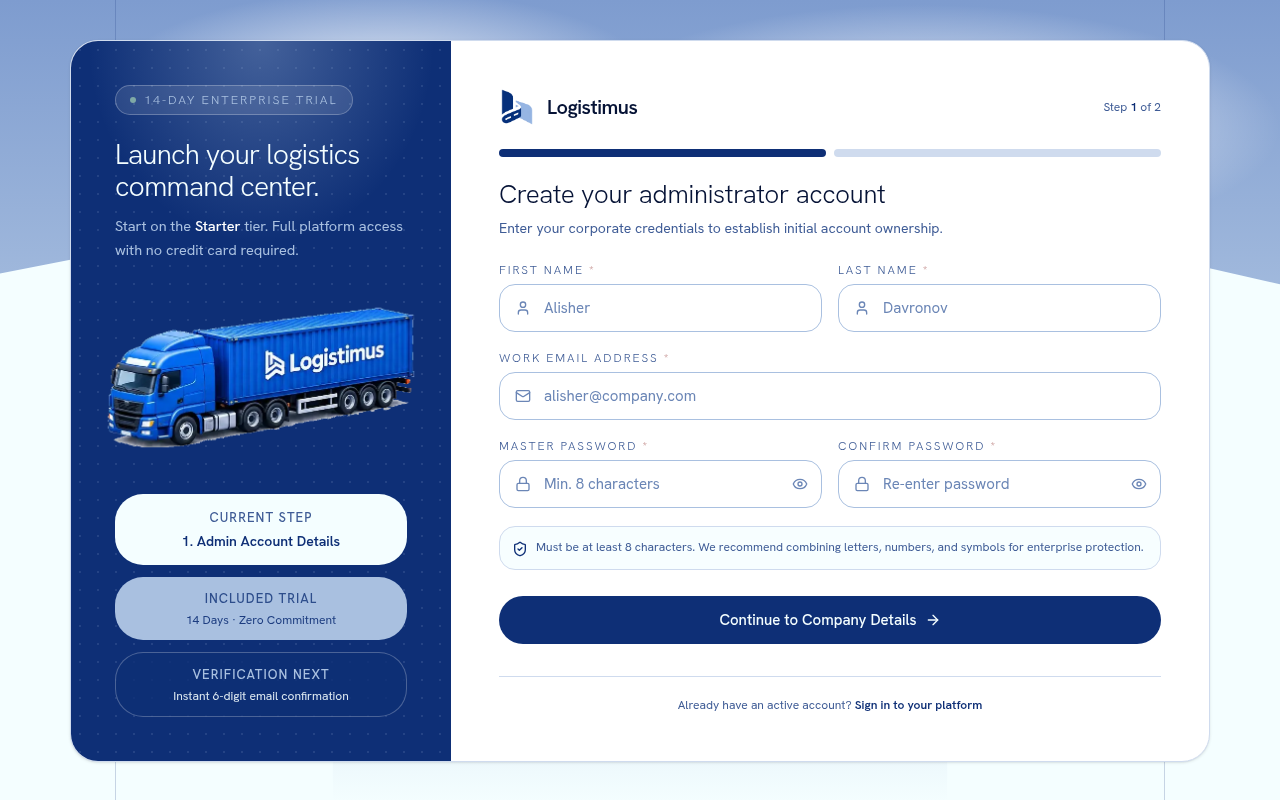 14-DAY ENTERPRISE TRIAL
Launch your logistics
command center.
Start on the Starter tier. Full platform access
with no credit card required.
Logistimus
CURRENT STEP
1. Admin Account Details
INCLUDED TRIAL
14 Days · Zero Commitment
VERIFICATION NEXT
Instant 6-digit email confirmation
Logistimus
Step 1 of 2
Create your administrator account
Enter your corporate credentials to establish initial account ownership.
FIRST NAME *
LAST NAME *
Alisher
Davronov
WORK EMAIL ADDRESS *
alisher@company.com
MASTER PASSWORD *
CONFIRM PASSWORD *
Min. 8 characters
Re-enter password
Must be at least 8 characters. We recommend combining letters, numbers, and symbols for enterprise protection.
Continue to Company Details →
Already have an active account? Sign in to your platform